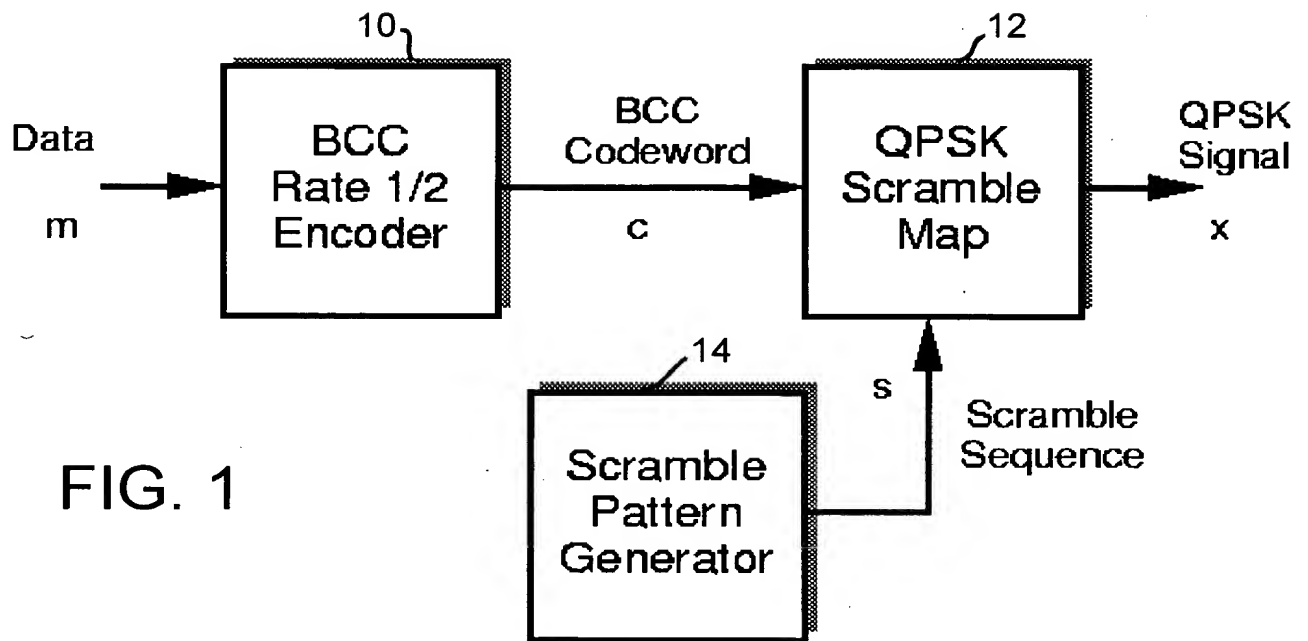 10
12
Data
m
BCC
Rate 1/2
Encoder
BCC
Codeword
c
QPSK
Scramble
Map
QPSK
Signal
x
14
s
Scramble
Sequence
Scramble
Pattern
Generator
FIG. 1